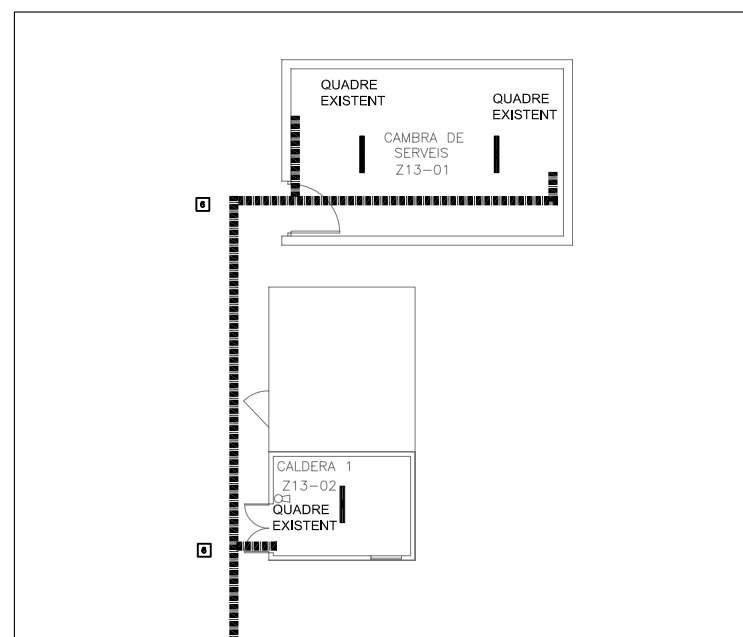 QUADRE
EXISTENT
QUADRE
EXISTENT
CAMBRA DE
SERVEIS
Z13-01
6
CALDERA 1
Z13-02
QUADRE
EXISTENT
6